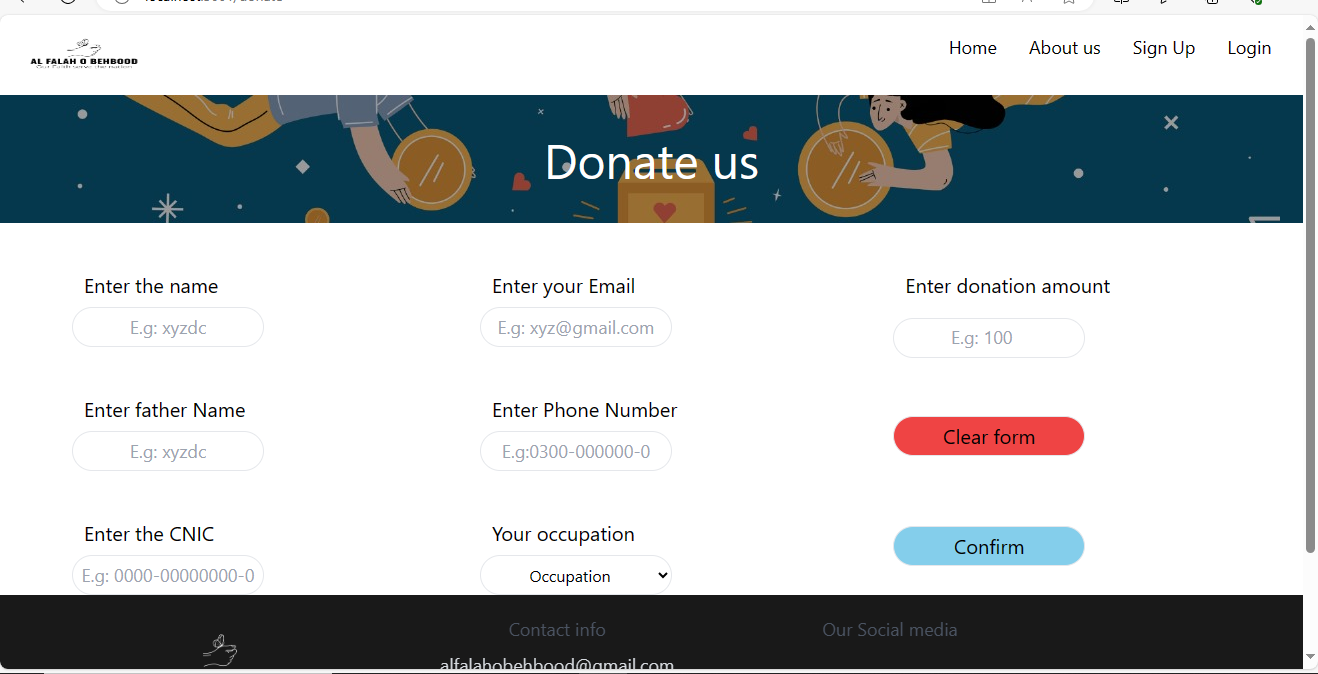 AL FALAH O BEHBOOD
Home
About us
Sign Up
Login
Donate us
Enter the name
E.g: xyzdc
Enter your Email
E.g: xyz@gmail.com
Enter donation amount
E.g: 100
Enter father Name
E.g: xyzdc
Enter Phone Number
E.g:0300-000000-0
Clear form
Enter the CNIC
E.g: 0000-00000000-0
Your occupation
Occupation
Confirm
Contact info
Our Social media
alfalahobehbood@gmail.com